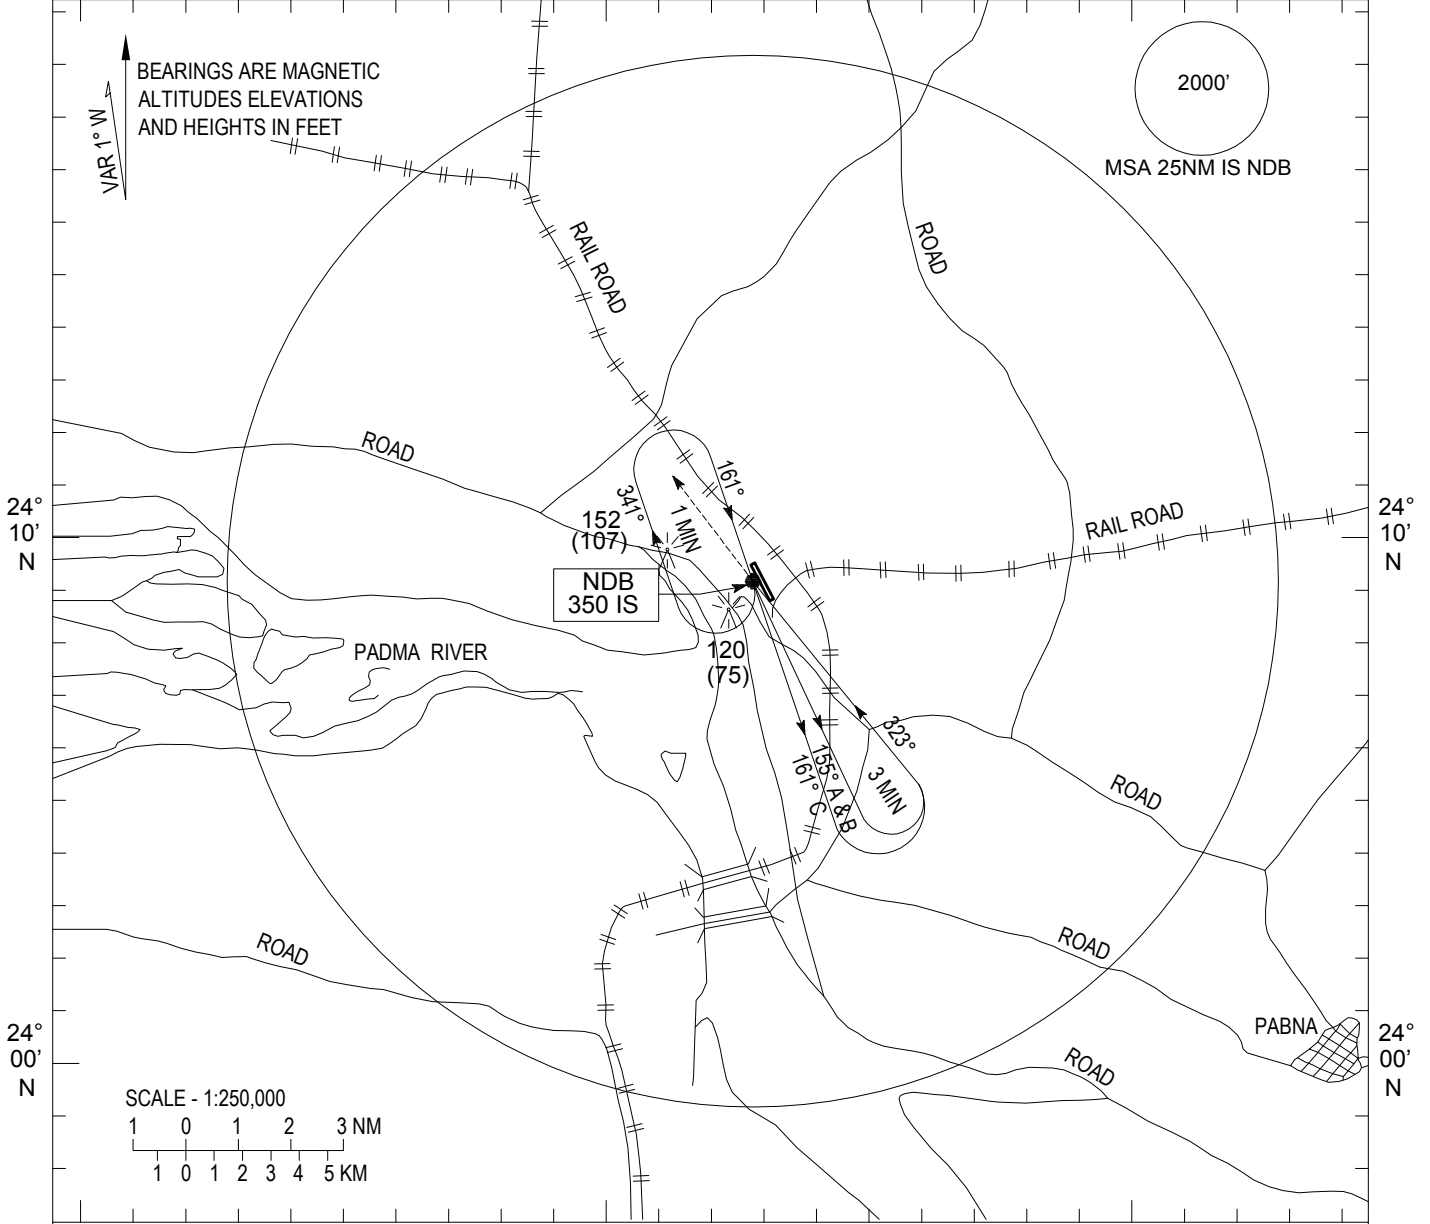 BEARINGS ARE MAGNETIC
ALTITUDES ELEVATIONS
AND HEIGHTS IN FEET
VAR 1° W
2000'
MSA 25NM IS NDB
RAIL ROAD
ROAD
ROAD
161°
341°
1 MIN
152
(107)
NDB
350 IS
120
(75)
RAIL ROAD
24°
10'
N
24°
10'
N
PADMA RIVER
323°
3 MIN
155° A & B
161° C
ROAD
ROAD
ROAD
PABNA
ROAD
24°
00'
N
24°
00'
N
SCALE - 1:250,000
1 0 1 2 3 NM
1 0 1 2 3 4 5 KM